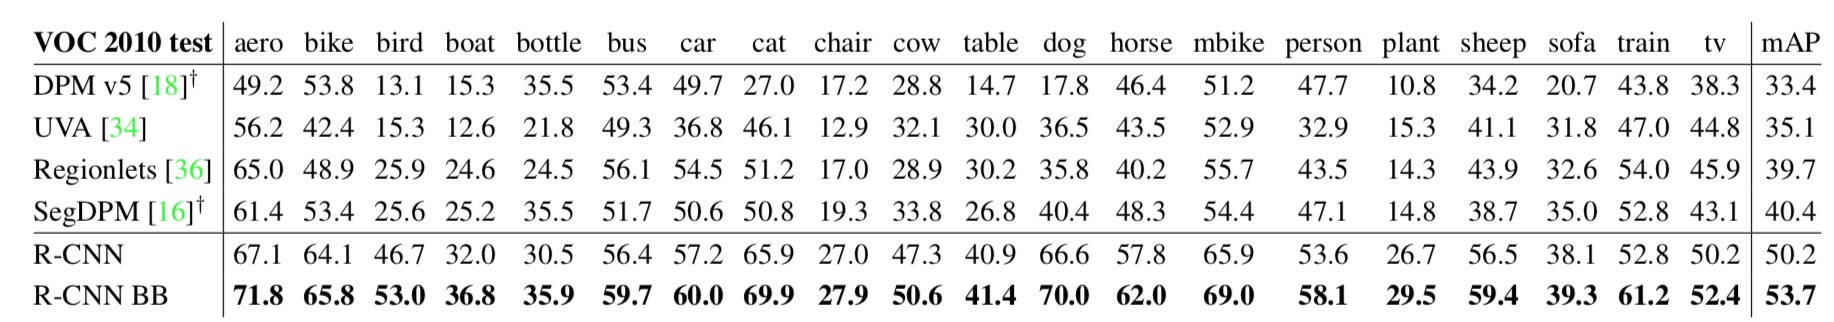 VOC 2010 test aero bike bird boat bottle bus car cat chair cow table dog horse mbike person plant sheep sofa train tv mAP
DPM v5 [18]† 49.2 53.8 13.1 15.3 35.5 53.4 49.7 27.0 17.2 28.8 14.7 17.8 46.4 51.2 47.7 10.8 34.2 20.7 43.8 38.3 33.4
UVA [34] 56.2 42.4 15.3 12.6 21.8 49.3 36.8 46.1 12.9 32.1 30.0 36.5 43.5 52.9 32.9 15.3 41.1 31.8 47.0 44.8 35.1
Regionlets [36] 65.0 48.9 25.9 24.6 24.5 56.1 54.5 51.2 17.0 28.9 30.2 35.8 40.2 55.7 43.5 14.3 43.9 32.6 54.0 45.9 39.7
SegDPM [16]† 61.4 53.4 25.6 25.2 35.5 51.7 50.6 50.8 19.3 33.8 26.8 40.4 48.3 54.4 47.1 14.8 38.7 35.0 52.8 43.1 40.4
R-CNN 67.1 64.1 46.7 32.0 30.5 56.4 57.2 65.9 27.0 47.3 40.9 66.6 57.8 65.9 53.6 26.7 56.5 38.1 52.8 50.2 50.2
R-CNN BB 71.8 65.8 53.0 36.8 35.9 59.7 60.0 69.9 27.9 50.6 41.4 70.0 62.0 69.0 58.1 29.5 59.4 39.3 61.2 52.4 53.7